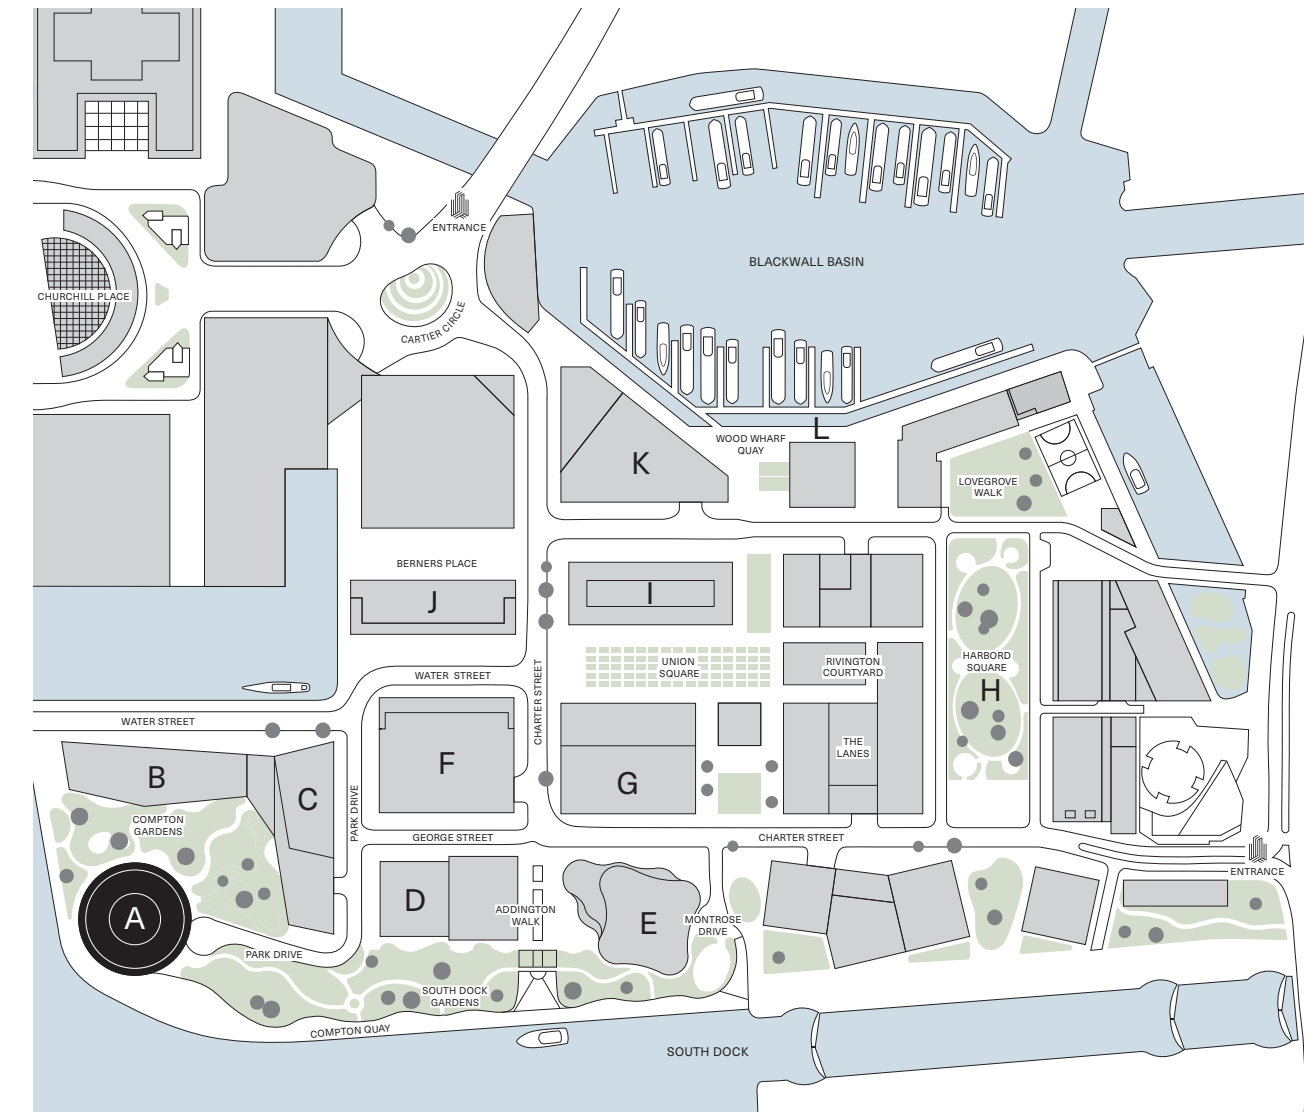 ENTRANCE
BLACKWALL BASIN
CHURCHILL PLACE
CARTIER CIRCLE
L
WOOD WHARF
QUAY
K
LOVEGROVE
WALK
BERNERS PLACE
J
I
UNION
SQUARE
RIVINGTON
COURTYARD
HARBORD
SQUARE
H
WATER STREET
CHARTER STREET
WATER STREET
B
C
F
G
THE
LANES
COMPTON
GARDENS
PARK DRIVE
GEORGE STREET
CHARTER STREET
ENTRANCE
A
D
ADDINGTON
WALK
E
MONTROSE
DRIVE
PARK DRIVE
SOUTH DOCK
GARDENS
COMPTON QUAY
SOUTH DOCK